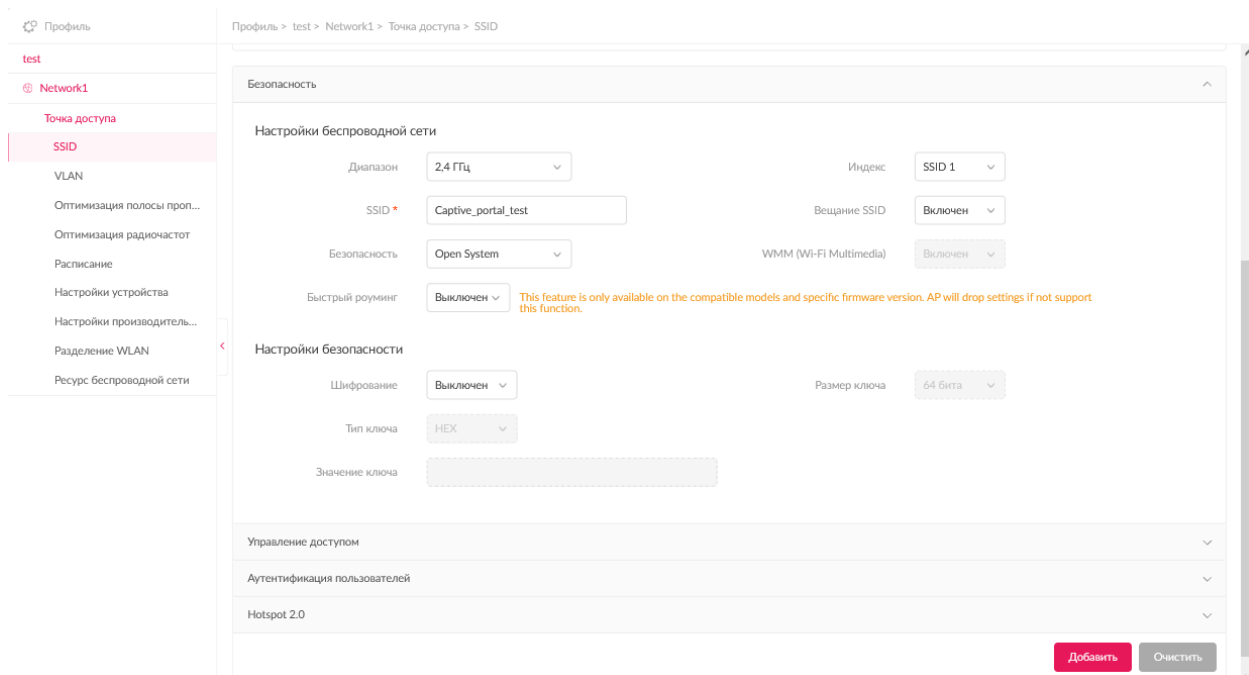 Профиль
Профиль > test > Network1 > Точка доступа > SSID
test
Network1
Точка доступа
SSID
VLAN
Оптимизация полосы проп...
Оптимизация радиочастот
Расписание
Настройки устройства
Настройки производитель...
Разделение WLAN
Ресурс беспроводной сети
Безопасность
Настройки беспроводной сети
Диапазон 2,4 ГГц Индекс SSID 1
SSID * Captive_portal_test Вещание SSID Включен
Безопасность Open System WMM (Wi-Fi Multimedia) Включен
Быстрый роуминг Выключен This feature is only available on the compatible models and specific firmware version. AP will drop settings if not support
this function.
Настройки безопасности
Шифрование Выключен Размер ключа 64 бита
Тип ключа HEX
Значение ключа
Управление доступом
Аутентификация пользователей
Hotspot 2.0
Добавить Очистить